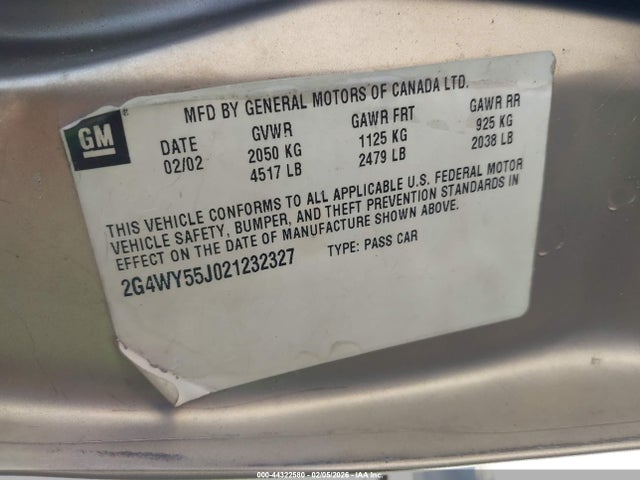 MFD BY GENERAL MOTORS OF CANADA LTD.
GM ®
DATE GVWR GAWR FRT GAWR RR
02/02 2050 KG 1125 KG 925 KG
4517 LB 2479 LB 2038 LB
THIS VEHICLE CONFORMS TO ALL APPLICABLE U.S. FEDERAL MOTOR
VEHICLE SAFETY, BUMPER, AND THEFT PREVENTION STANDARDS IN
EFFECT ON THE DATE OF MANUFACTURE SHOWN ABOVE.
2G4WY55J021232327 TYPE: PASS CAR
000-44322580 - 02/05/2026 - IAA Inc.